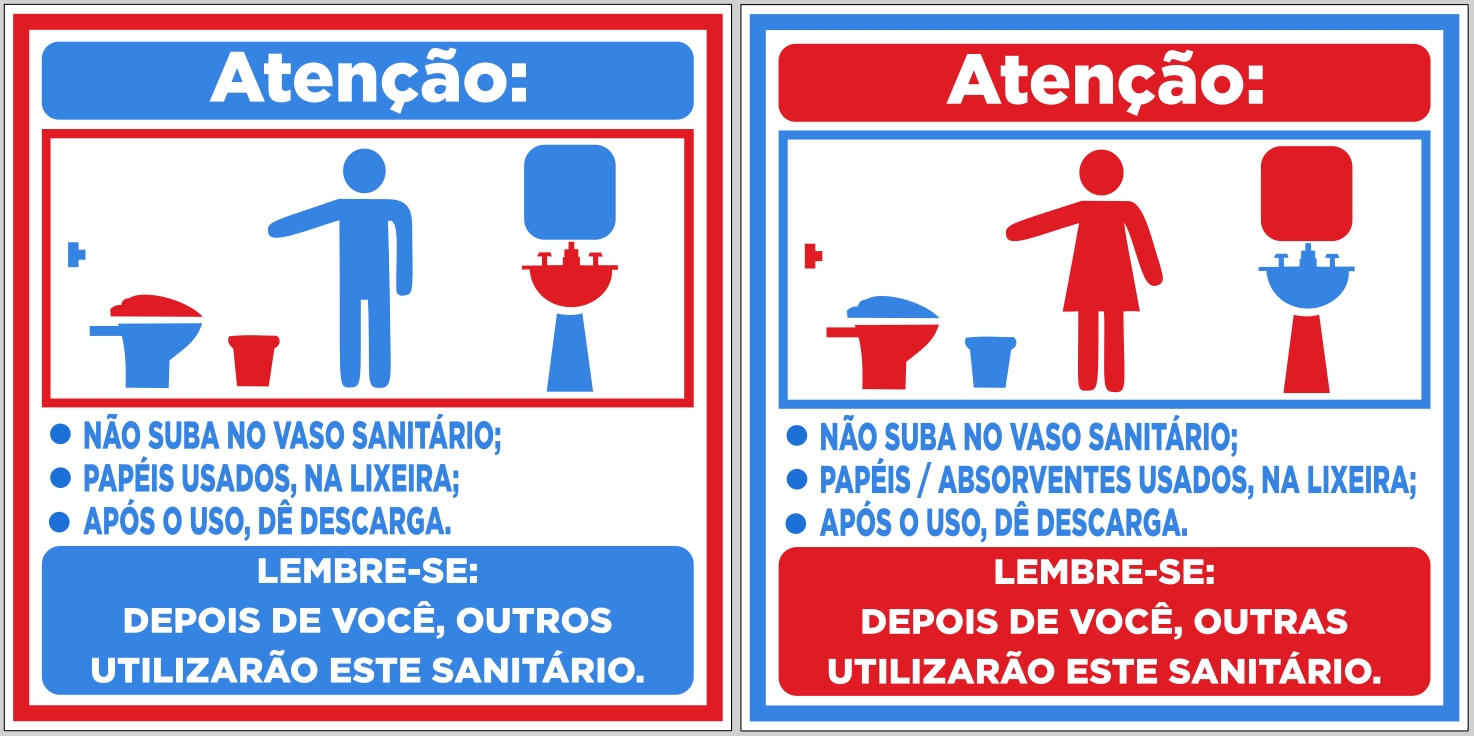 Atenção:
● NÃO SUBA NO VASO SANITÁRIO;
● PAPÉIS USADOS, NA LIXEIRA;
● APÓS O USO, DÊ DESCARGA.
LEMBRE-SE:
DEPOIS DE VOCÊ, OUTROS
UTILIZARÃO ESTE SANITÁRIO.
Atenção:
● NÃO SUBA NO VASO SANITÁRIO;
● PAPÉIS / ABSORVENTES USADOS, NA LIXEIRA;
● APÓS O USO, DÊ DESCARGA.
LEMBRE-SE:
DEPOIS DE VOCÊ, OUTRAS
UTILIZARÃO ESTE SANITÁRIO.